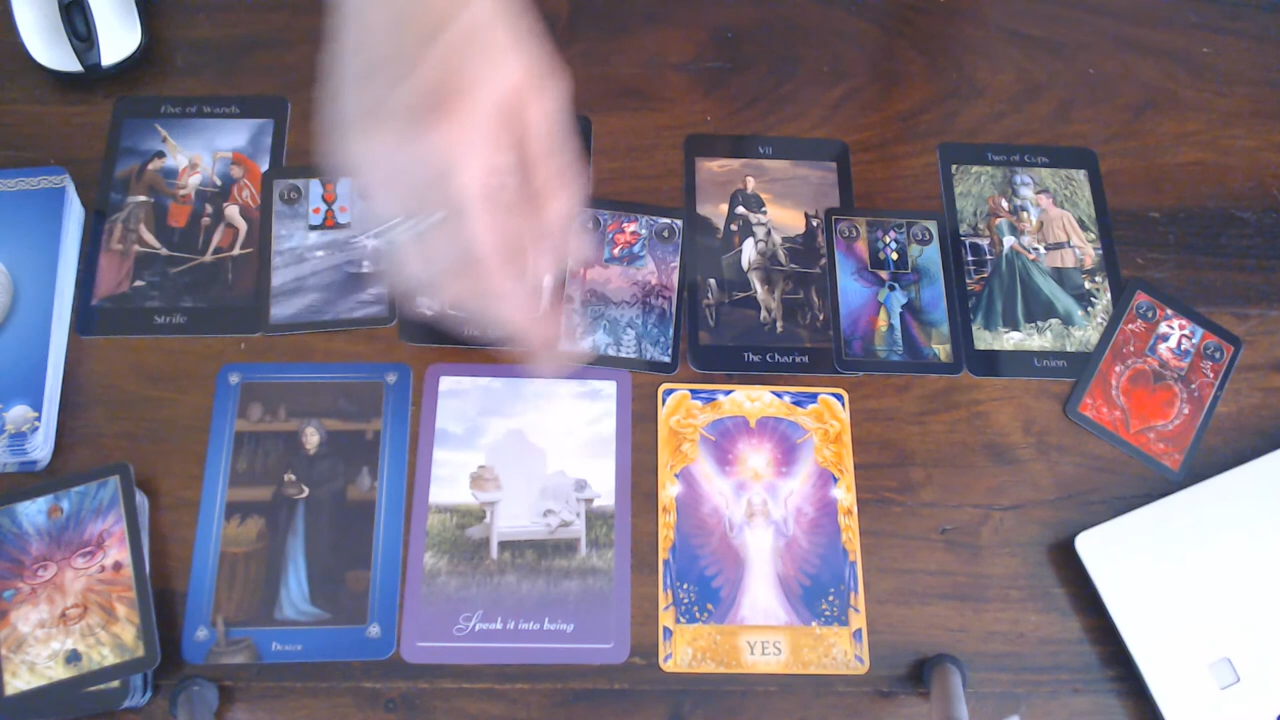 Five of Wands
Strife
16
4
VII
The Chariot
33
33
Two of Cups
Union
24
24
Speak it into being
YES